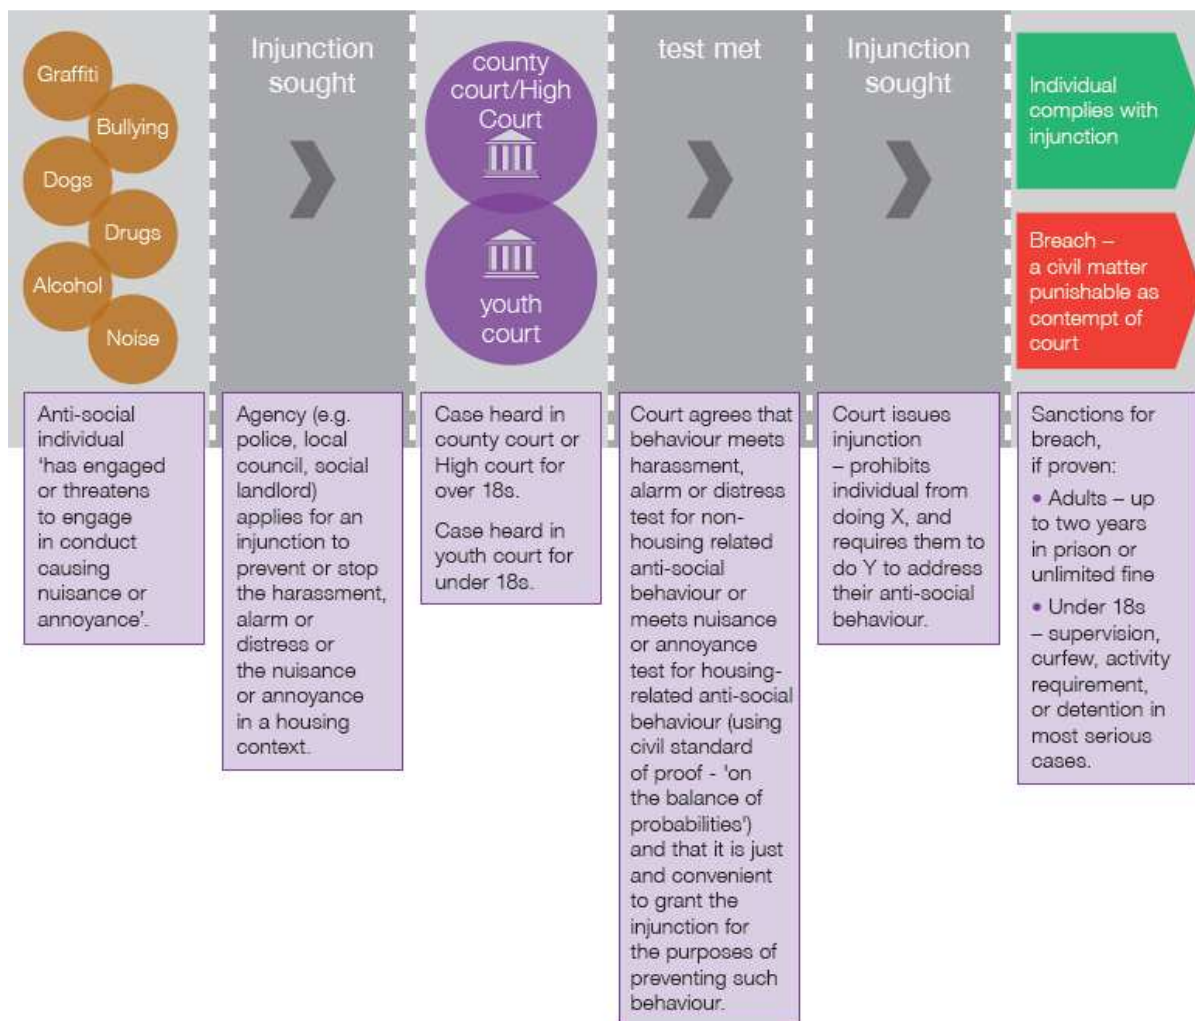 Graffiti
Bullying
Dogs
Drugs
Alcohol
Noise
Anti-social
individual
‘has engaged
or threatens
to engage
in conduct
causing
nuisance or
annoyance’.
Injunction
sought
Agency (e.g.
police, local
council, social
landlord)
applies for an
injunction to
prevent or stop
the harassment,
alarm or
distress or
the nuisance
or annoyance
in a housing
context.
county
court/High
Court
youth
court
Case heard in
county court or
High court for
over 18s.
Case heard in
youth court for
under 18s.
test met
Court agrees that
behaviour meets
harassment,
alarm or distress
test for non-
housing related
anti-social
behaviour or
meets nuisance
or annoyance
test for housing-
related anti-social
behaviour (using
civil standard
of proof - 'on
the balance of
probabilities')
and that it is just
and convenient
to grant the
injunction for
the purposes of
preventing such
behaviour.
Injunction
sought
Court issues
injunction
– prohibits
individual from
doing X, and
requires them to
do Y to address
their anti-social
behaviour.
Individual
complies with
injunction
Breach –
a civil matter
punishable as
contempt of
court
Sanctions for
breach,
if proven:
• Adults – up
to two years
in prison or
unlimited fine
• Under 18s
– supervision,
curfew, activity
requirement,
or detention in
most serious
cases.